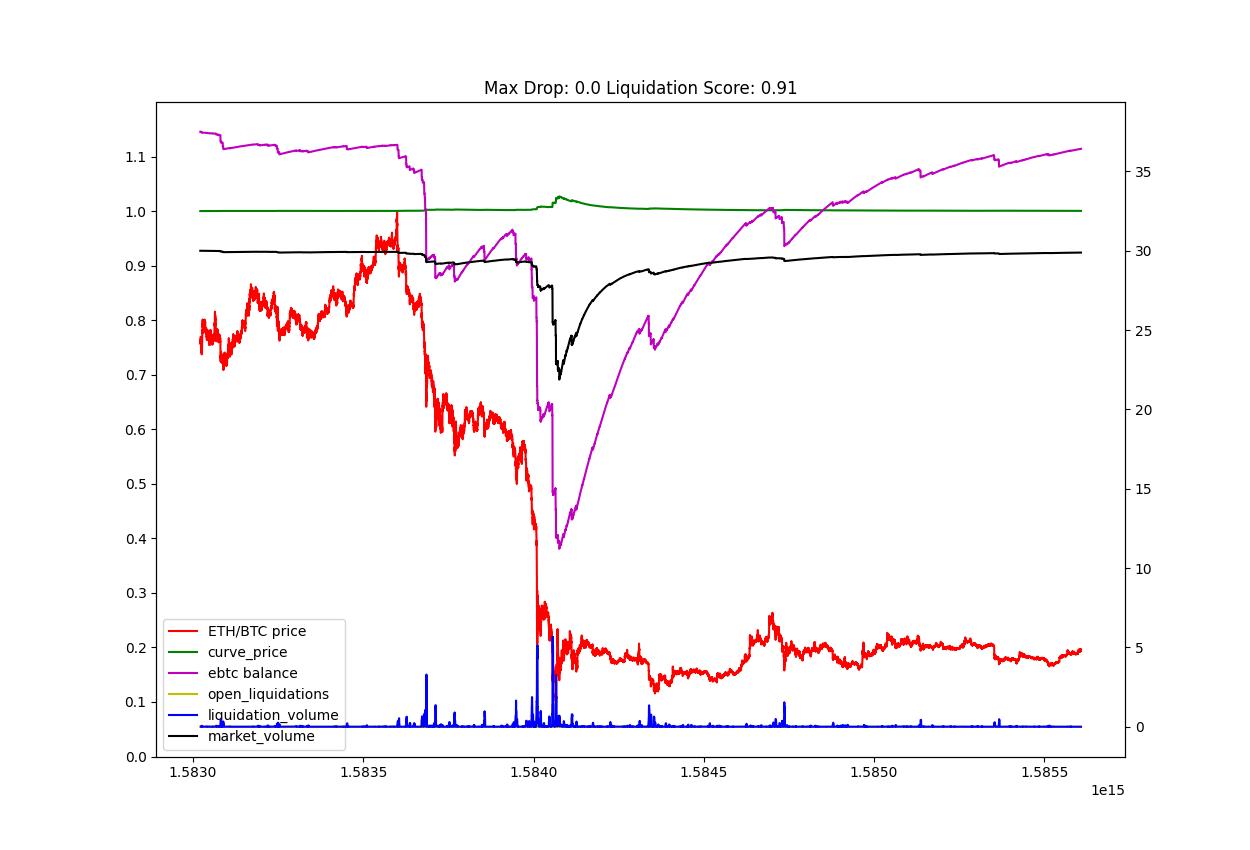 Max Drop: 0.0 Liquidation Score: 0.91
1.1
1.0
0.9
0.8
0.7
0.6
0.5
0.4
0.3
0.2
0.1
0.0
35
30
25
20
15
10
5
0
ETH/BTC price
curve_price
ebtc balance
open_liquidations
liquidation_volume
market_volume
1.5830 1.5835 1.5840 1.5845 1.5850 1.5855
1e15